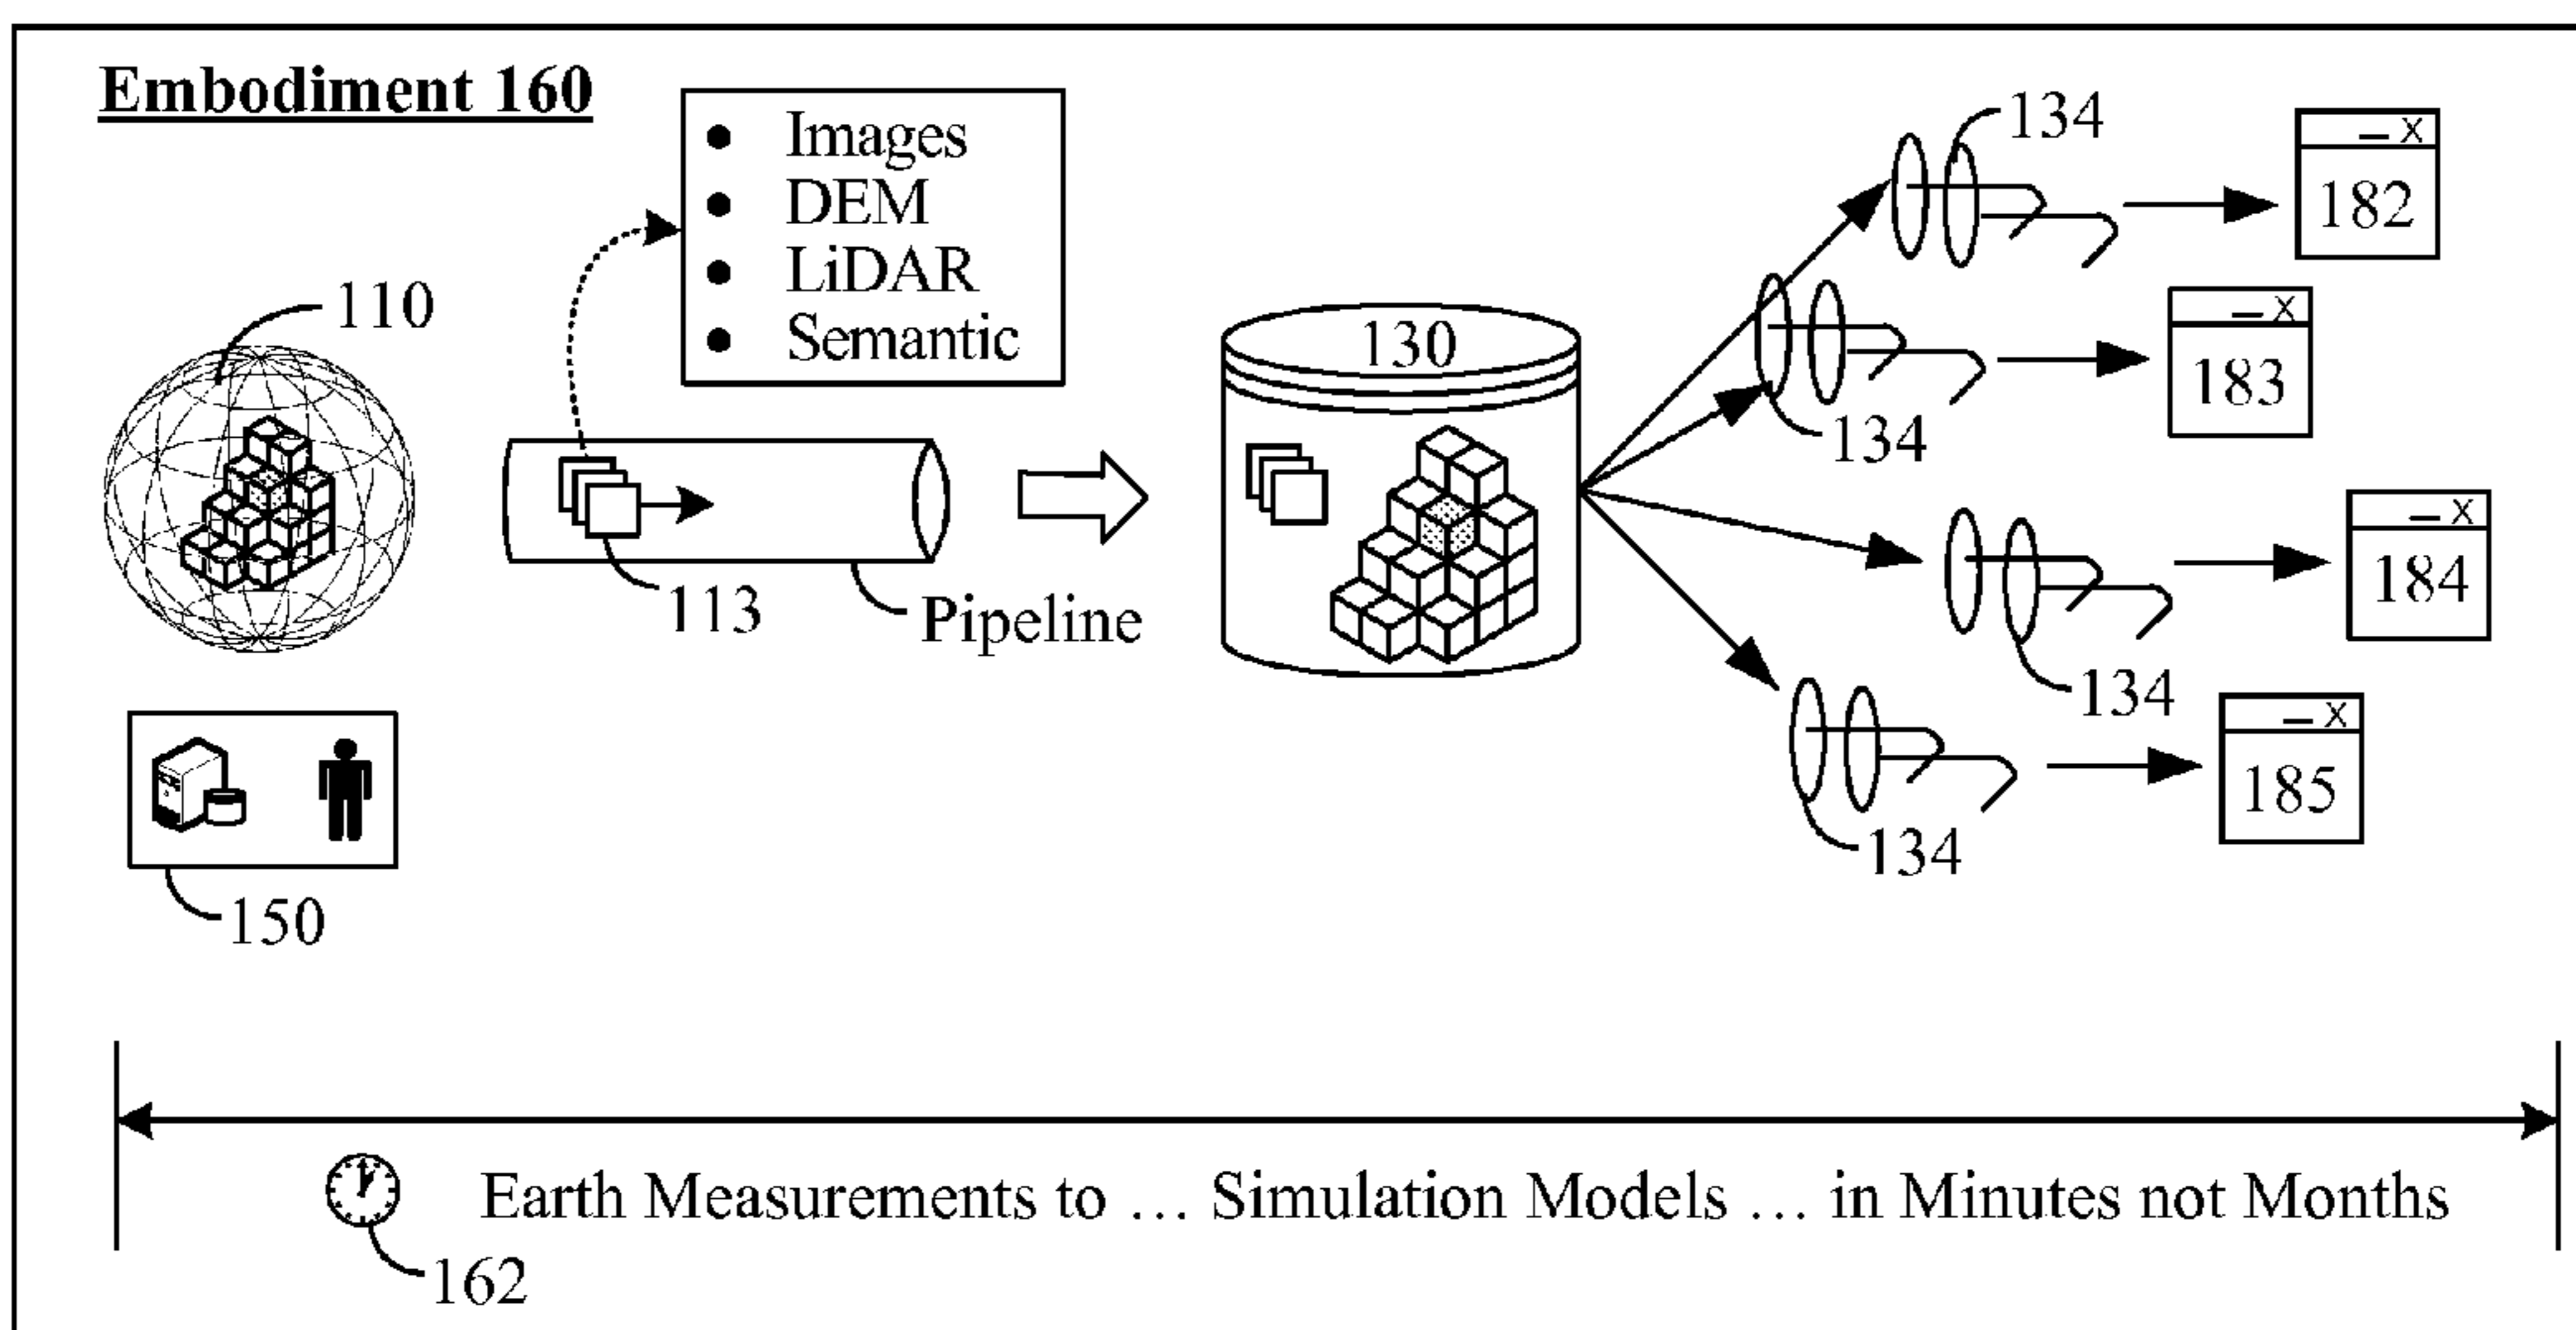 Embodiment 160
• Images
• DEM
• LiDAR
• Semantic
110
113
Pipeline
150
130
134
134
134
134
_ X
182
_ X
183
_ X
184
_ X
185
Earth Measurements to … Simulation Models … in Minutes not Months
162